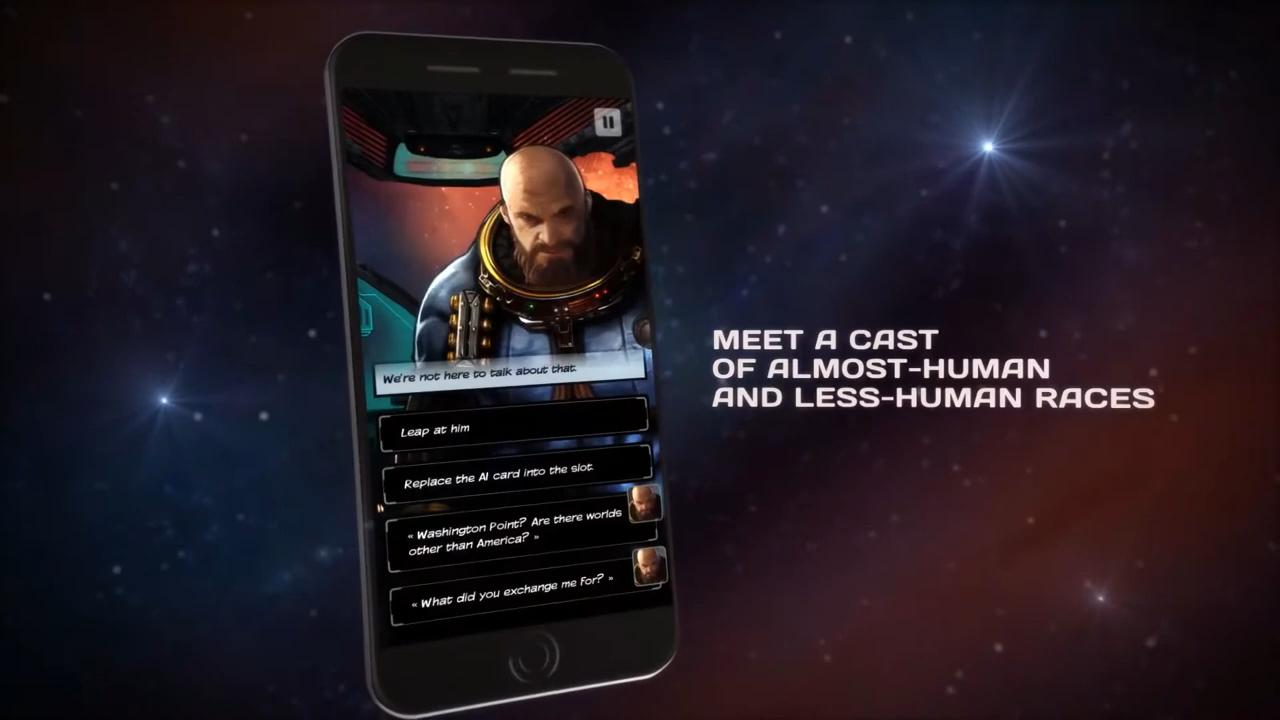 We're not here to talk about that.
Leap at him
Replace the AI card into the slot.
« Washington Point? Are there worlds
other than America? »
« What did you exchange me for? »
MEET A CAST
OF ALMOST-HUMAN
AND LESS-HUMAN RACES